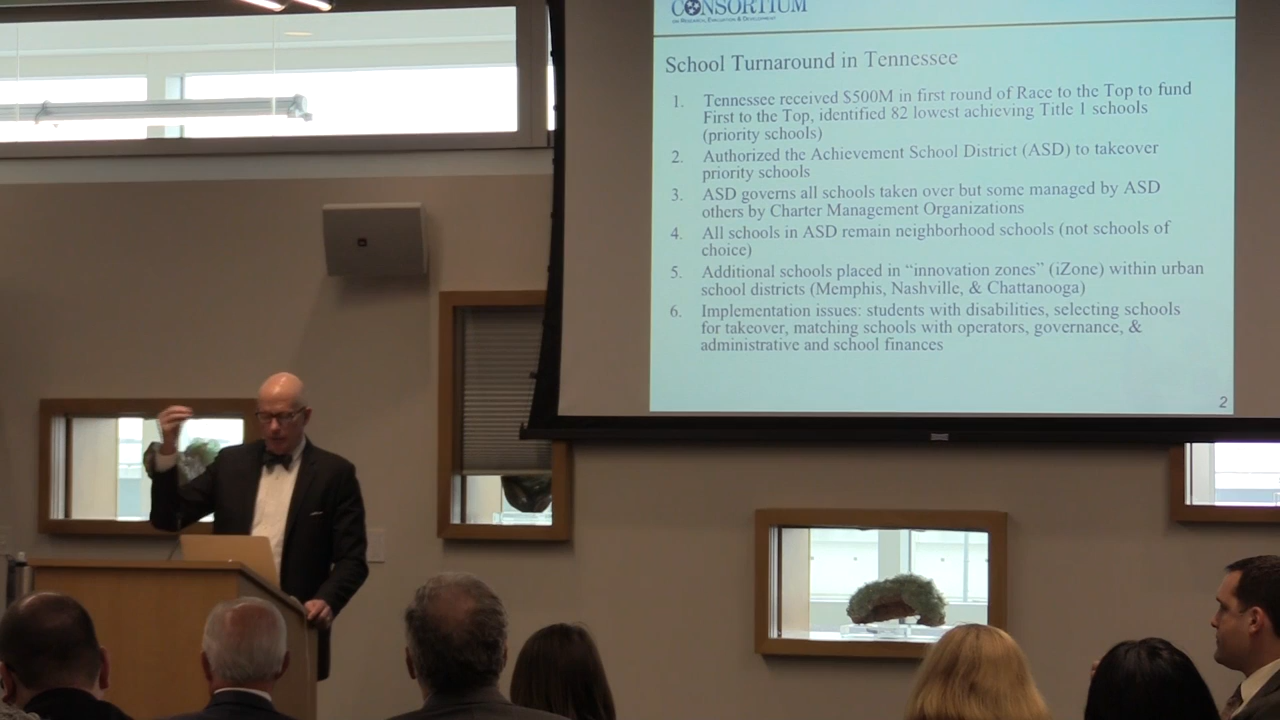 CONSORTIUM
ON RESEARCH, EVALUATION & DEVELOPMENT
School Turnaround in Tennessee
1. Tennessee received $500M in first round of Race to the Top to fund
First to the Top, identified 82 lowest achieving Title 1 schools
(priority schools)
2. Authorized the Achievement School District (ASD) to takeover
priority schools
3. ASD governs all schools taken over but some managed by ASD
others by Charter Management Organizations
4. All schools in ASD remain neighborhood schools (not schools of
choice)
5. Additional schools placed in “innovation zones” (iZone) within urban
school districts (Memphis, Nashville, & Chattanooga)
6. Implementation issues: students with disabilities, selecting schools
for takeover, matching schools with operators, governance, &
administrative and school finances
2